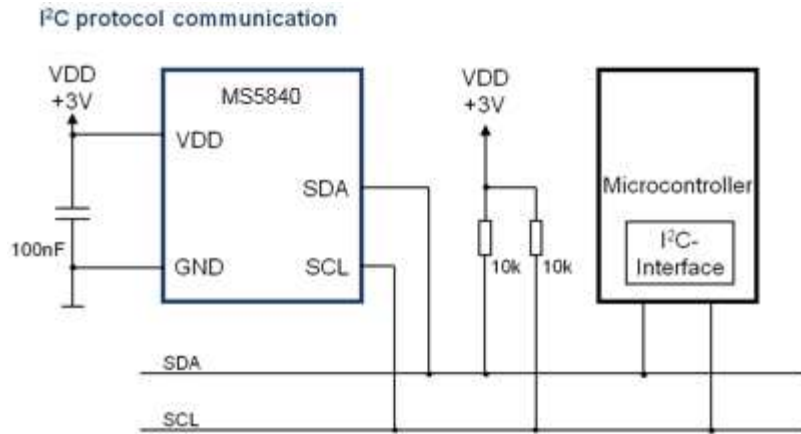 I²C protocol communication
VDD
+3V
MS5840
VDD
SDA
100nF
GND
SCL
VDD
+3V
10k
10k
Microcontroller
I²C-
Interface
SDA
SCL